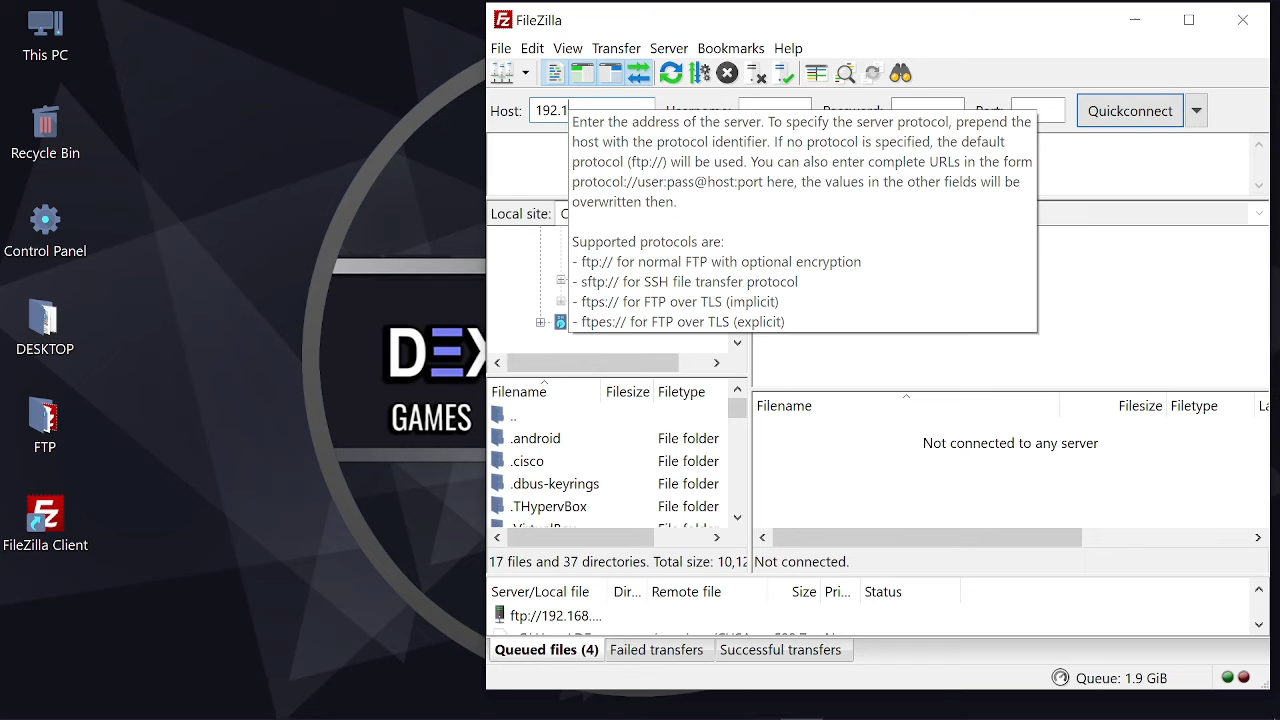 This PC
Recycle Bin
Control Panel
DESKTOP
FTP
FileZilla Client
GAMES
FileZilla
File Edit View Transfer Server Bookmarks Help
Host: 192.1
Quickconnect
Enter the address of the server. To specify the server protocol, prepend the
host with the protocol identifier. If no protocol is specified, the default
protocol (ftp://) will be used. You can also enter complete URLs in the form
protocol://user:pass@host:port here, the values in the other fields will be
overwritten then.
Supported protocols are:
- ftp:// for normal FTP with optional encryption
- sftp:// for SSH file transfer protocol
- ftps:// for FTP over TLS (implicit)
- ftpes:// for FTP over TLS (explicit)
Local site:
Filename Filesize Filetype
..
.android File folder
.cisco File folder
.dbus-keyrings File folder
.THypervBox File folder
17 files and 37 directories. Total size: 10,12
Filename Filesize Filetype
Not connected to any server
Not connected.
Server/Local file Dir... Remote file Size Pri... Status
ftp://192.168....
Queued files (4) Failed transfers Successful transfers
Queue: 1.9 GiB